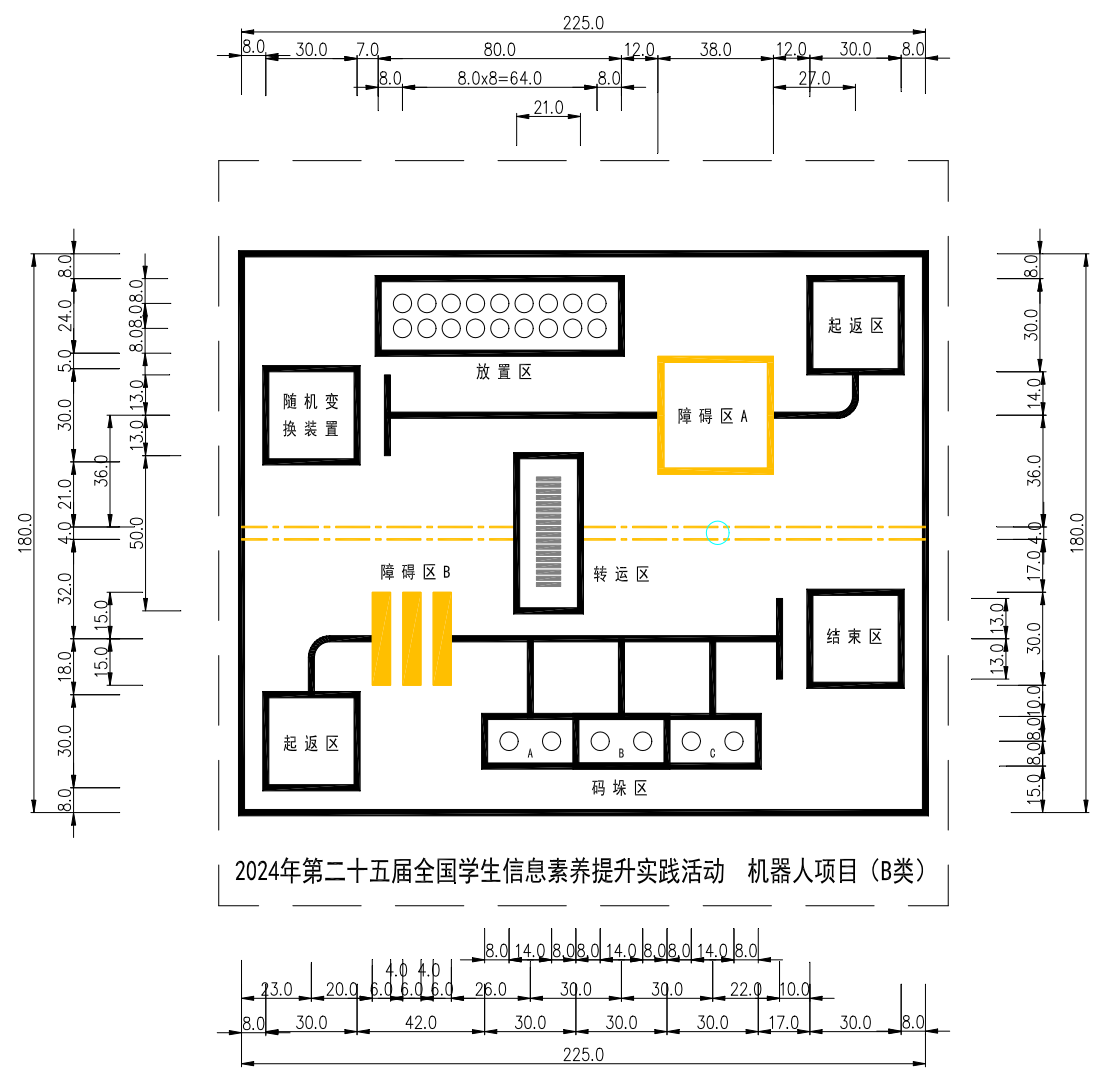 225.0
8.0 30.0 7.0 80.0 12.0 38.0 12.0 30.0 8.0
8.0 8.0x8=64.0 8.0 27.0
21.0
8.0 24.0 5.0 30.0 21.0 4.0 32.0 18.0 30.0 8.0
180.0
8.0 8.0 8.0 13.0 13.0 50.0
36.0
15.0 15.0
放置区
起返区
随机变
换装置
障碍区A
障碍区B
转运区
结束区
起返区
A B C
码垛区
8.0 30.0 14.0 36.0 4.0 17.0 30.0 10.0 8.0 8.0 15.0
180.0
13.0 13.0
2024年第二十五届全国学生信息素养提升实践活动 机器人项目（B类）
8.0 14.0 8.0 8.0 14.0 8.0 8.0 14.0 8.0
4.0 4.0
23.0 20.0 6.0 6.0 6.0 26.0 30.0 30.0 22.0 10.0
8.0 30.0 42.0 30.0 30.0 30.0 17.0 30.0 8.0
225.0